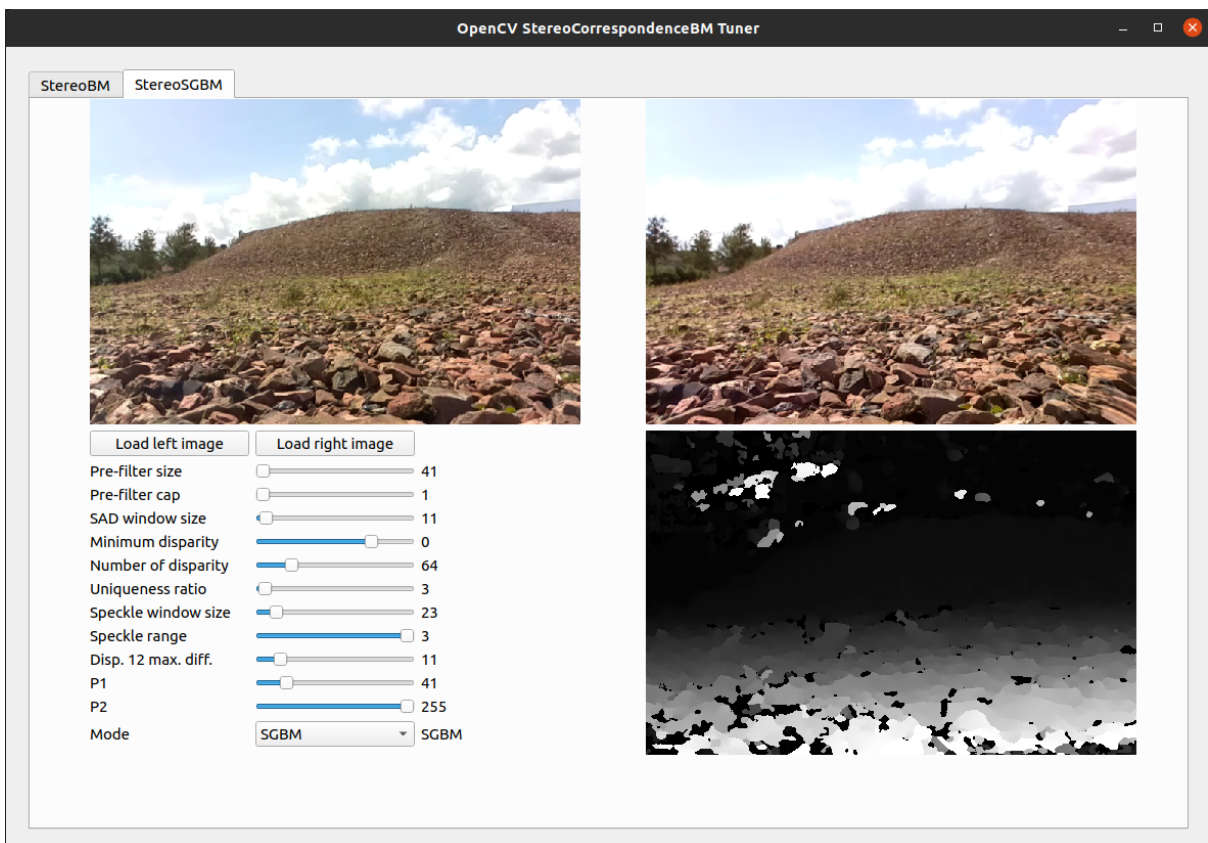 OpenCV StereoCorrespondenceBM Tuner
StereoBM StereoSGBM
Load left image Load right image
Pre-filter size 41
Pre-filter cap 1
SAD window size 11
Minimum disparity 0
Number of disparity 64
Uniqueness ratio 3
Speckle window size 23
Speckle range 3
Disp. 12 max. diff. 11
P1 41
P2 255
Mode SGBM SGBM